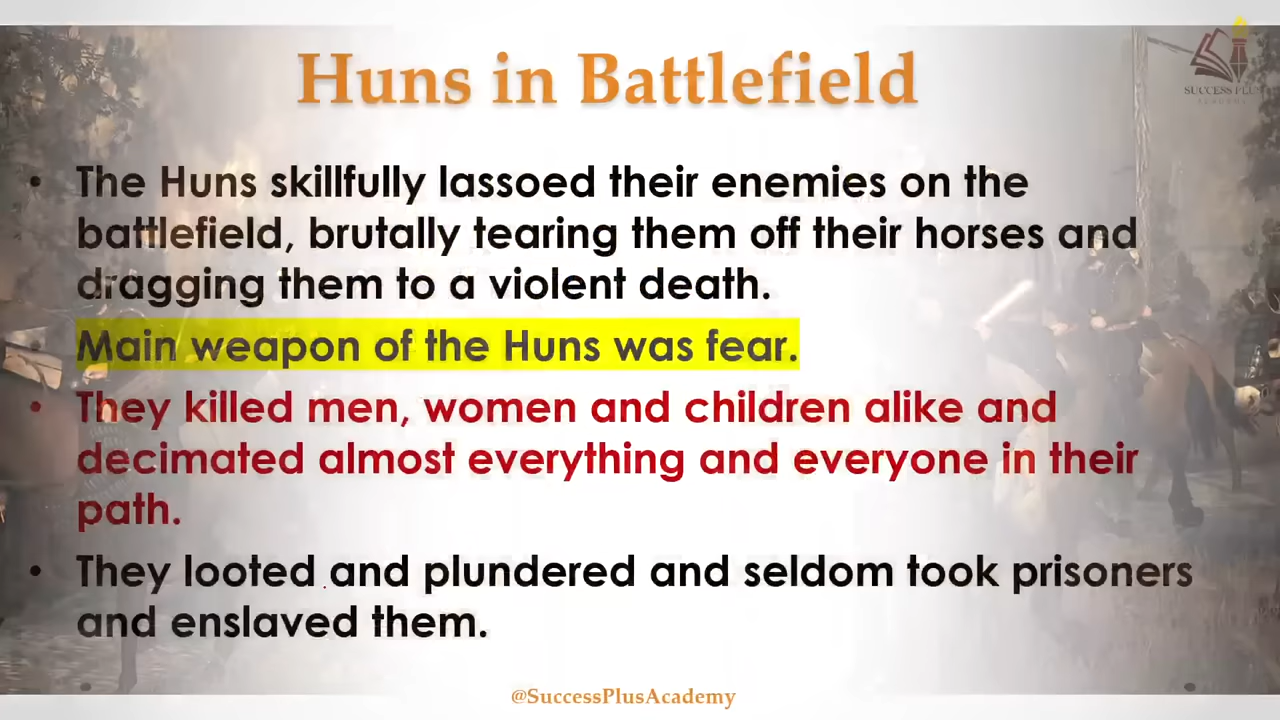 Huns in Battlefield
SUCCESS PLUS
ACADEMY
• The Huns skillfully lassoed their enemies on the
battlefield, brutally tearing them off their horses and
dragging them to a violent death.
Main weapon of the Huns was fear.
• They killed men, women and children alike and
decimated almost everything and everyone in their
path.
• They looted and plundered and seldom took prisoners
and enslaved them.
@SuccessPlusAcademy